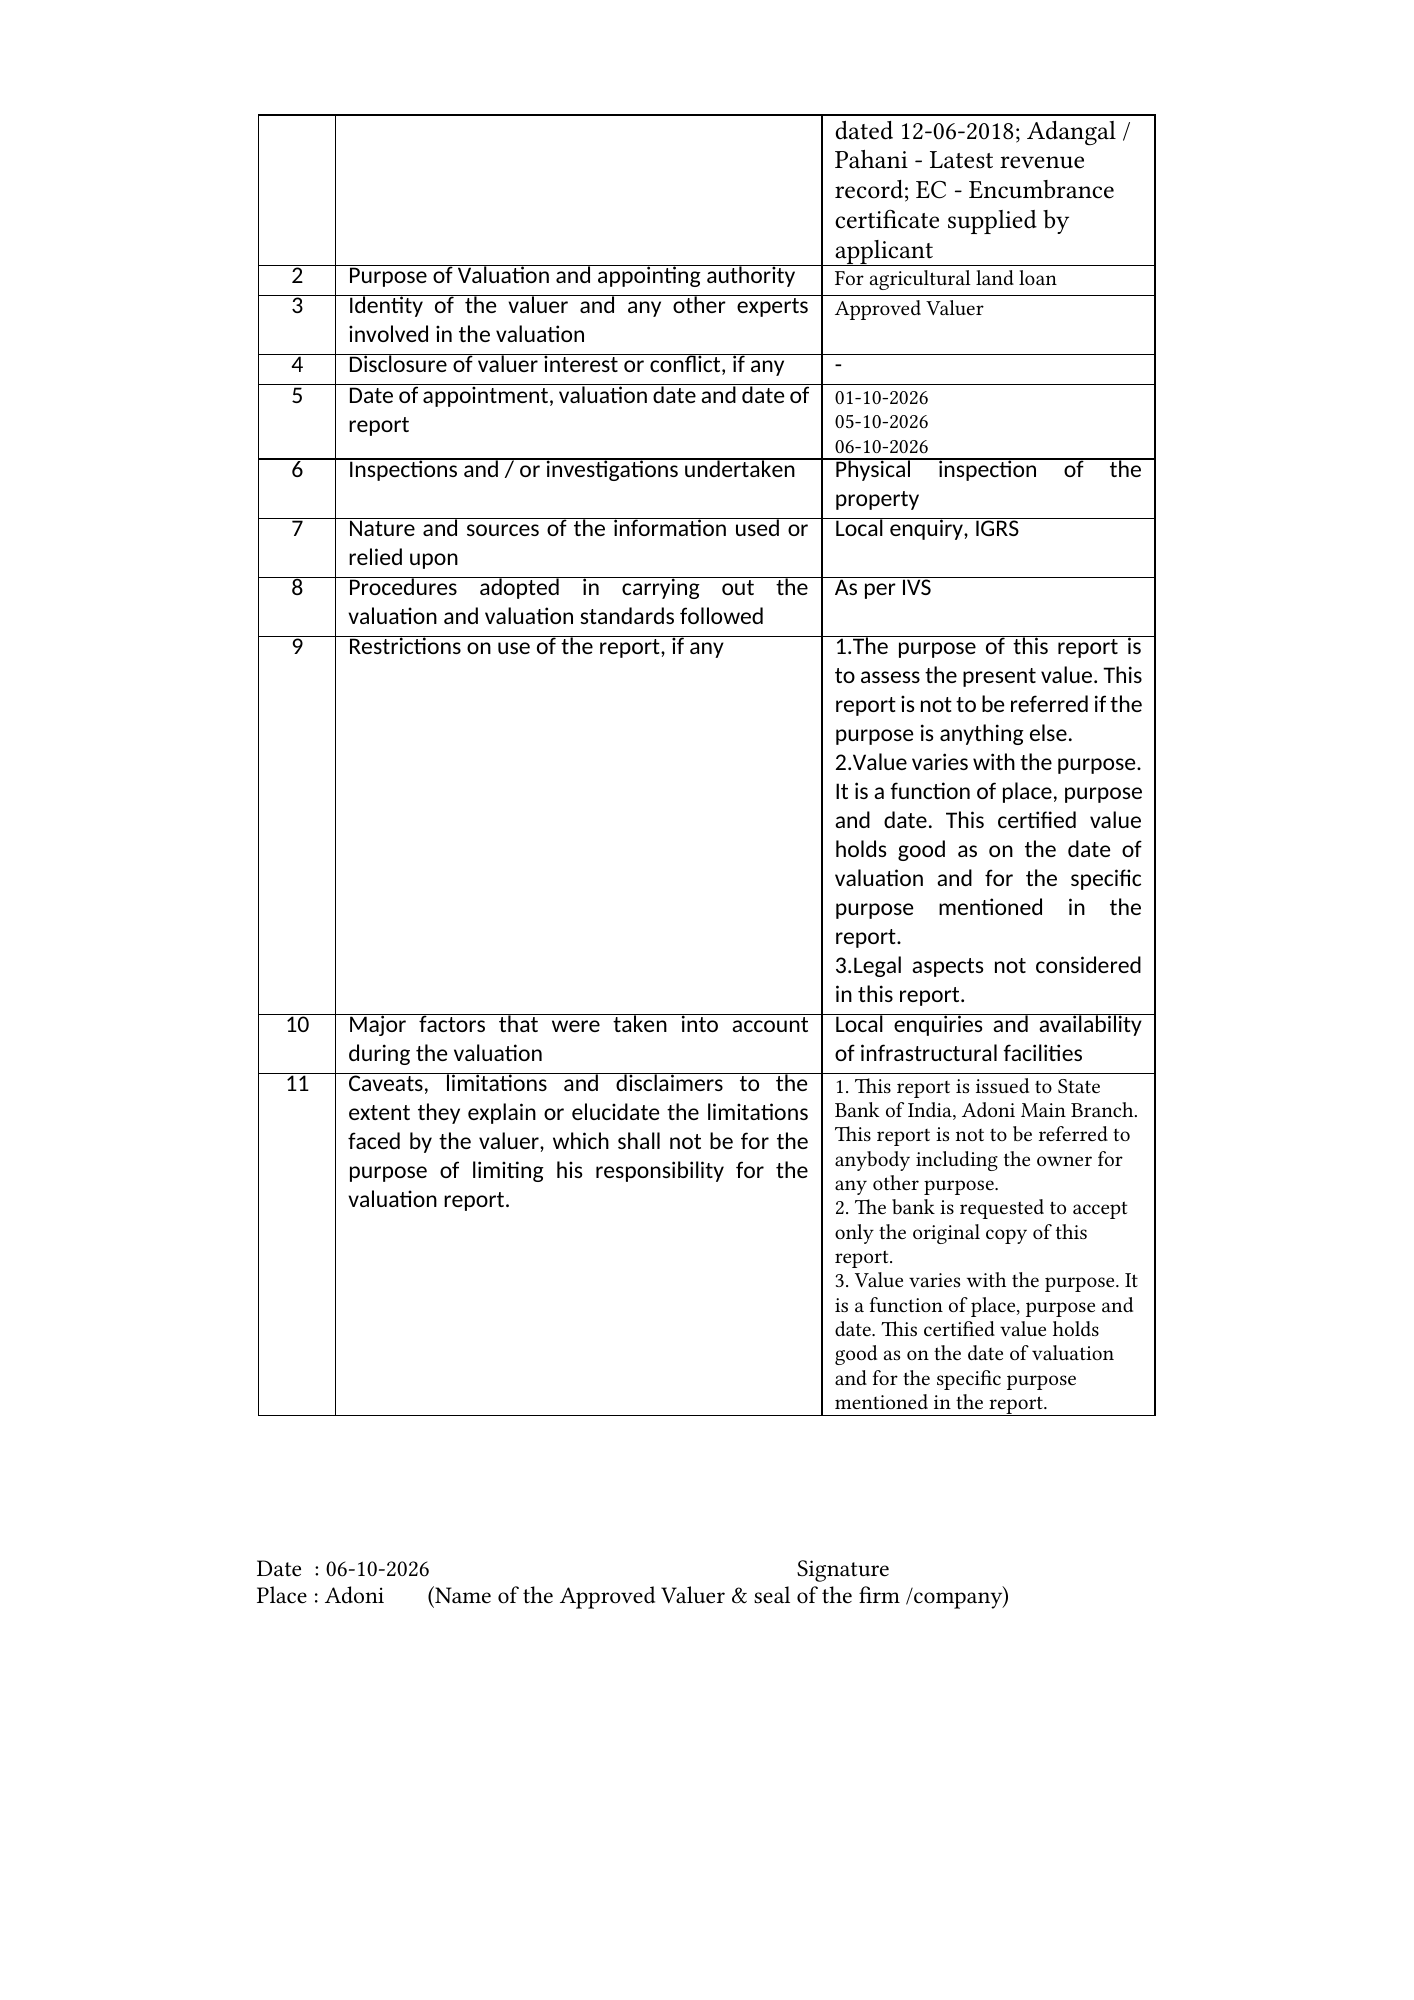 dated 12-06-2018; Adangal /
Pahani - Latest revenue
record; EC - Encumbrance
certificate supplied by
applicant
2 Purpose of Valuation and appointing authority For agricultural land loan
3 Identity of the valuer and any other experts Approved Valuer
involved in the valuation
4 Disclosure of valuer interest or conflict, if any -
5 Date of appointment, valuation date and date of 01-10-2026
report 05-10-2026
06-10-2026
6 Inspections and / or investigations undertaken Physical inspection of the
property
7 Nature and sources of the information used or Local enquiry, IGRS
relied upon
8 Procedures adopted in carrying out the As per IVS
valuation and valuation standards followed
9 Restrictions on use of the report, if any 1.The purpose of this report is
to assess the present value. This
report is not to be referred if the
purpose is anything else.
2.Value varies with the purpose.
It is a function of place, purpose
and date. This certified value
holds good as on the date of
valuation and for the specific
purpose mentioned in the
report.
3.Legal aspects not considered
in this report.
10 Major factors that were taken into account Local enquiries and availability
during the valuation of infrastructural facilities
11 Caveats, limitations and disclaimers to the 1. This report is issued to State
extent they explain or elucidate the limitations Bank of India, Adoni Main Branch.
faced by the valuer, which shall not be for the This report is not to be referred to
purpose of limiting his responsibility for the anybody including the owner for
valuation report. any other purpose.
2. The bank is requested to accept
only the original copy of this
report.
3. Value varies with the purpose. It
is a function of place, purpose and
date. This certified value holds
good as on the date of valuation
and for the specific purpose
mentioned in the report.
Date : 06-10-2026 Signature
Place : Adoni (Name of the Approved Valuer & seal of the firm /company)